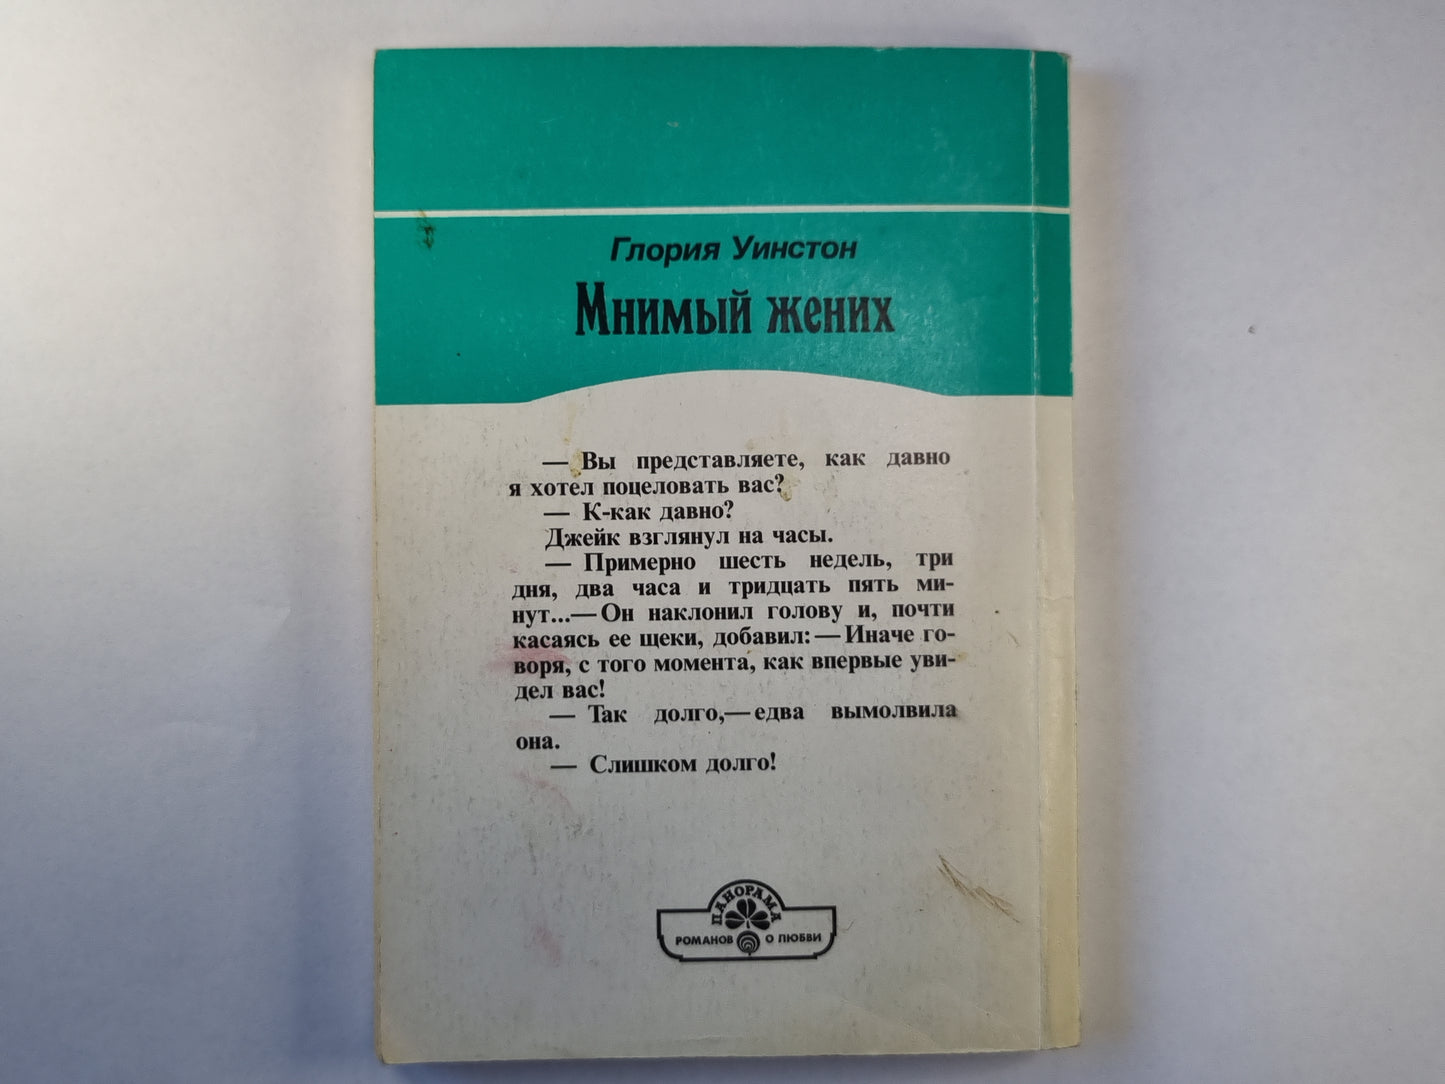 Глория Уинстон
Мнимый жених
— Вы представляете, как давно
я хотел поцеловать вас?
— К-как давно?
Джейк взглянул на часы.
— Примерно шесть недель, три
дня, два часа и тридцать пять ми-
нут...—Он наклонил голову и, почти
касаясь ее щеки, добавил:—Иначе го-
воря, с того момента, как впервые уви-
дел вас!
— Так долго,—едва вымолвила
она.
— Слишком долго!
ПАНОРАМА
РОМАНОВ О ЛЮБВИ